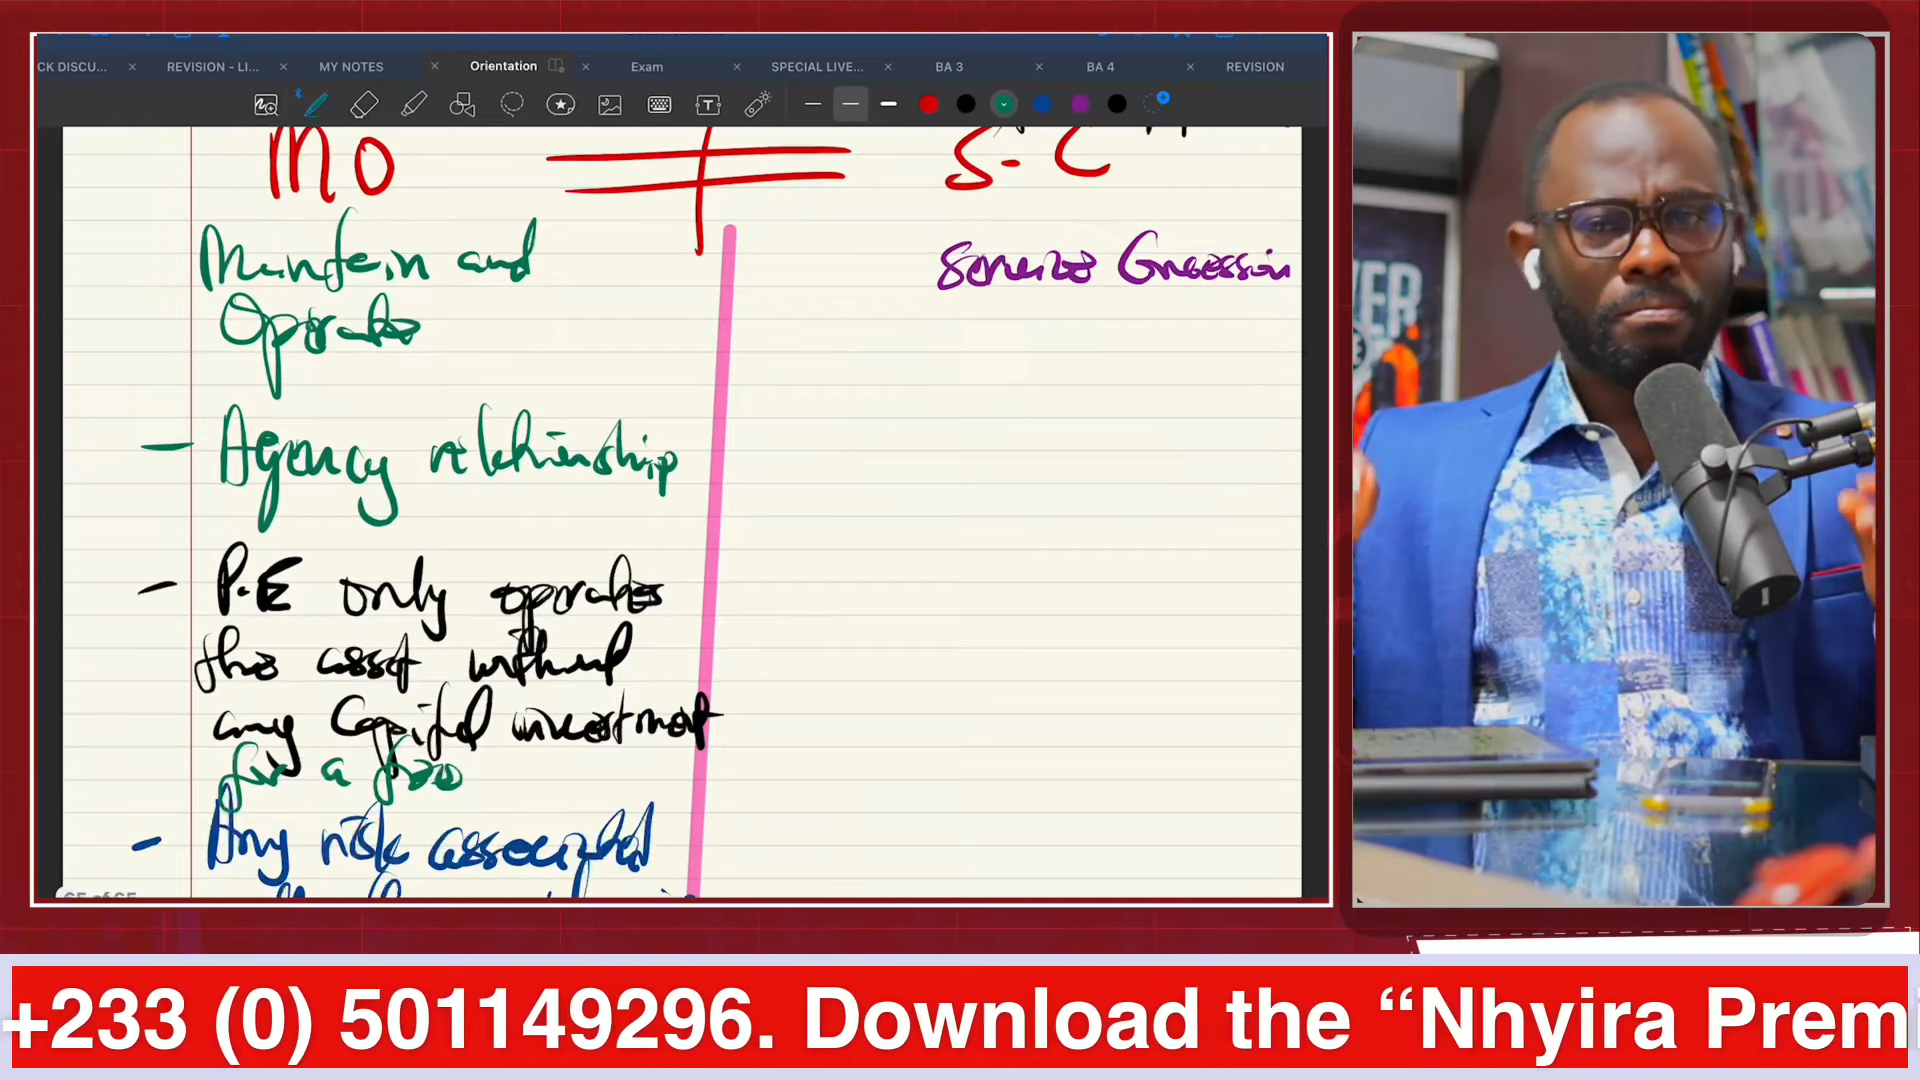 CK DISCU...
REVISION - LI...
MY NOTES
Orientation
Exam
SPECIAL LIVE...
BA 3
BA 4
REVISION
MO
S-C
Maintain and
Operate
Service Concession
- Agency relationship
- P.E only operates
the asset without
any Capital investment
for a fee
- Any risk associated
+233 (0) 501149296. Download the “Nhyira Prem